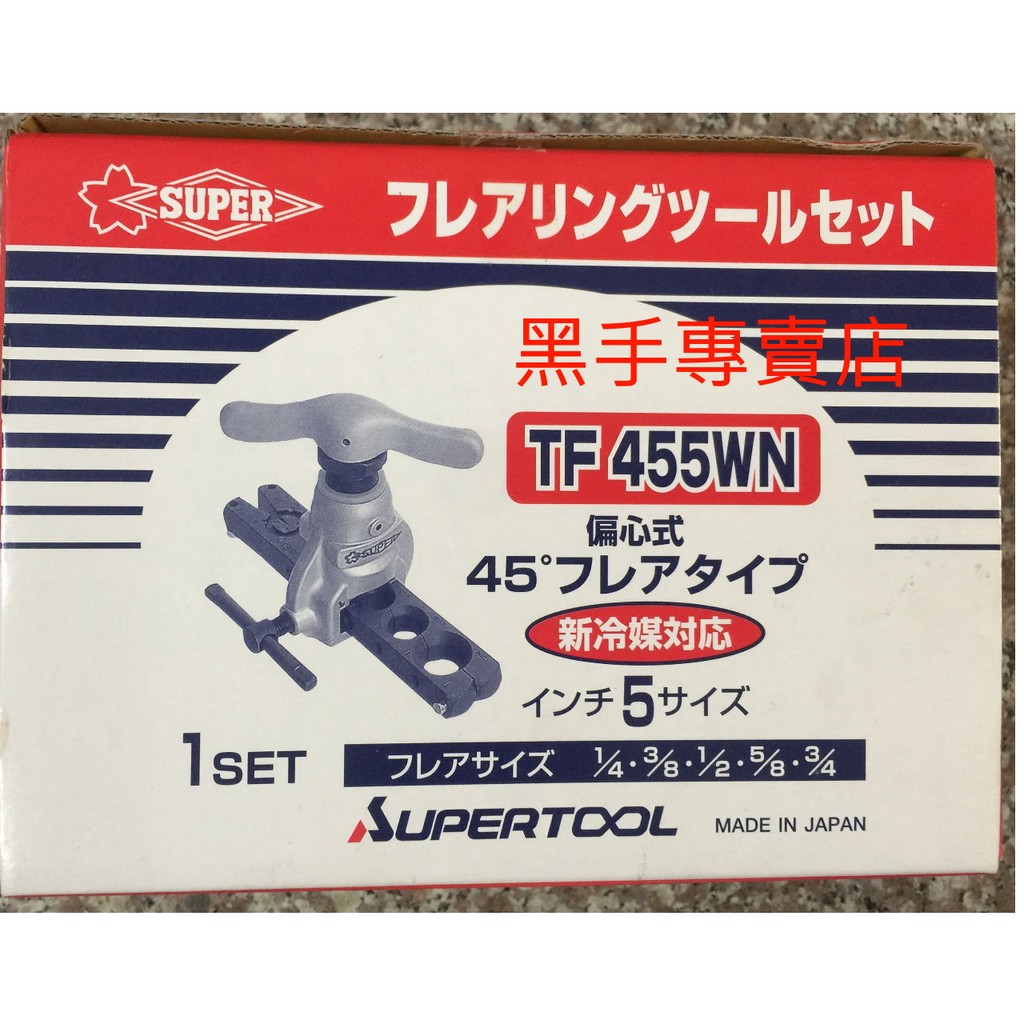 SUPER
フレアリングツールセット
黑手專賣店
TF 455WN
偏心式
45°フレアタイプ
SUPER
新冷媒対応
インチ5サイズ
1SET
フレアサイズ 1/4・3/8・1/2・5/8・3/4
SUPERTOOL
MADE IN JAPAN